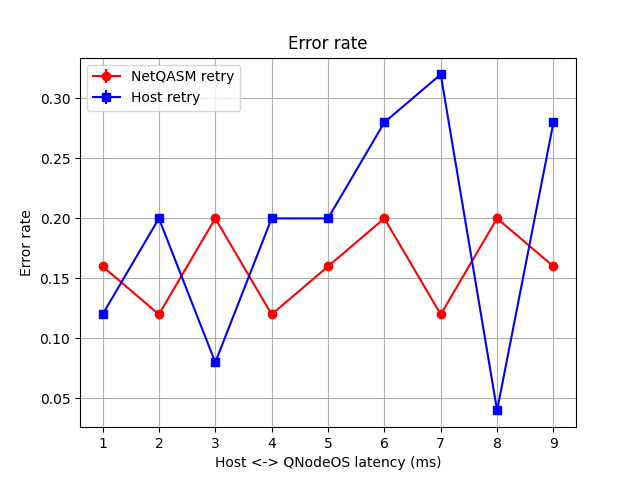 Error rate
NetQASM retry
Host retry
Error rate
0.30
0.25
0.20
0.15
0.10
0.05
1 2 3 4 5 6 7 8 9
Host <-> QNodeOS latency (ms)